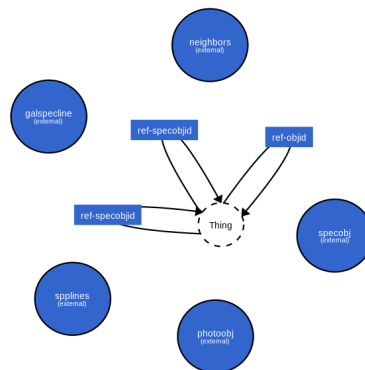 neighbors
(external)
galspecline
(external)
ref-specobjid
ref-objid
ref-specobjid
Thing
specobj
(external)
spplines
(external)
photoobj
(external)